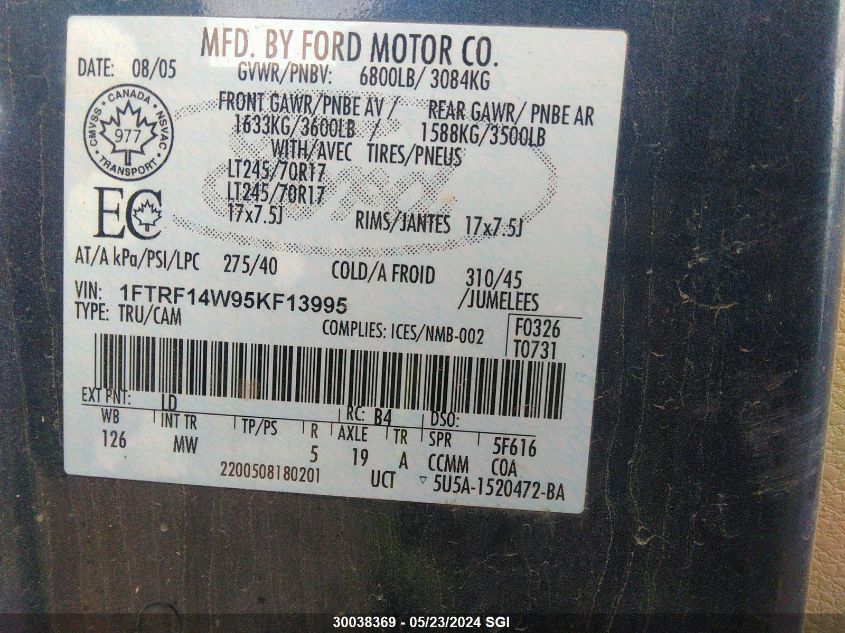 MFD. BY FORD MOTOR CO.
DATE: 08/05 GVWR/PNBV: 6800LB/ 3084KG
FRONT GAWR/PNBE AV / REAR GAWR/ PNBE AR
1633KG/3600LB / 1588KG/3500LB
WITH/AVEC TIRES/PNEUS
LT245/70R17
LT245/70R17
17x7.5J RIMS/JANTES 17x7.5J
CMVSS CANADA NSVAC
977
TRANSPORT
EC
AT/A kPa/PSI/LPC 275/40 COLD/A FROID 310/45
VIN: 1FTRF14W95KF13995 /JUMELEES
TYPE: TRU/CAM COMPLIES: ICES/NMB-002 F0326
T0731
EXT PNT: LD RC: B4 DSO:
WB INT TR TP/PS R AXLE TR SPR 5F616
126 MW 5 19 A CCMM COA
2200508180201 UCT ▽ 5U5A-1520472-BA
30038369 - 05/23/2024 SGI